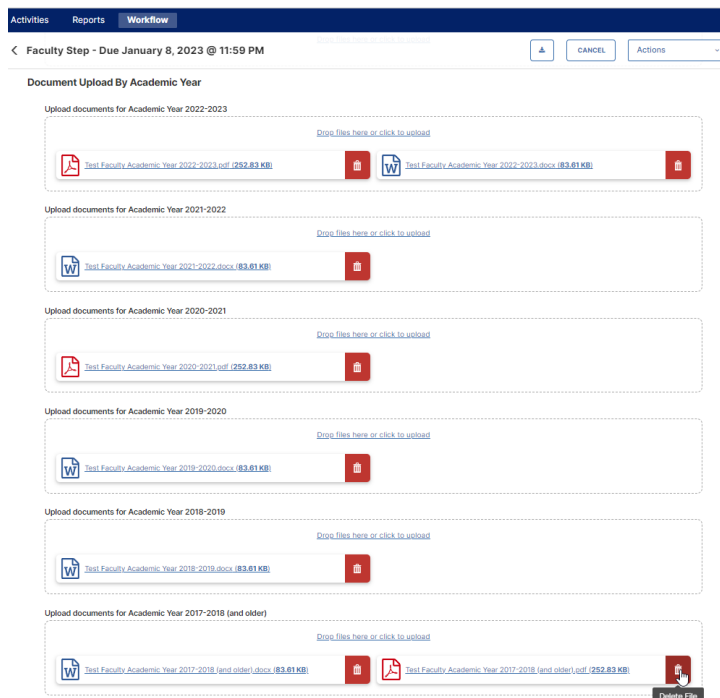 Activities Reports Workflow
Faculty Step - Due January 8, 2023 @ 11:59 PM CANCEL Actions
Document Upload By Academic Year
Upload documents for Academic Year 2022-2023
Drop files here or click to upload
Test Faculty Academic Year 2022-2023.pdf (252.83 KB) Test Faculty Academic Year 2022-2023.docx (83.61 KB)
Upload documents for Academic Year 2021-2022
Drop files here or click to upload
Test Faculty Academic Year 2021-2022.docx (83.61 KB)
Upload documents for Academic Year 2020-2021
Drop files here or click to upload
Test Faculty Academic Year 2020-2021.pdf (252.83 KB)
Upload documents for Academic Year 2019-2020
Drop files here or click to upload
Test Faculty Academic Year 2019-2020.docx (83.61 KB)
Upload documents for Academic Year 2018-2019
Drop files here or click to upload
Test Faculty Academic Year 2018-2019.docx (83.61 KB)
Upload documents for Academic Year 2017-2018 (and older)
Drop files here or click to upload
Test Faculty Academic Year 2017-2018 (and older).docx (83.61 KB) Test Faculty Academic Year 2017-2018 (and older).pdf (252.83 KB)
Delete File